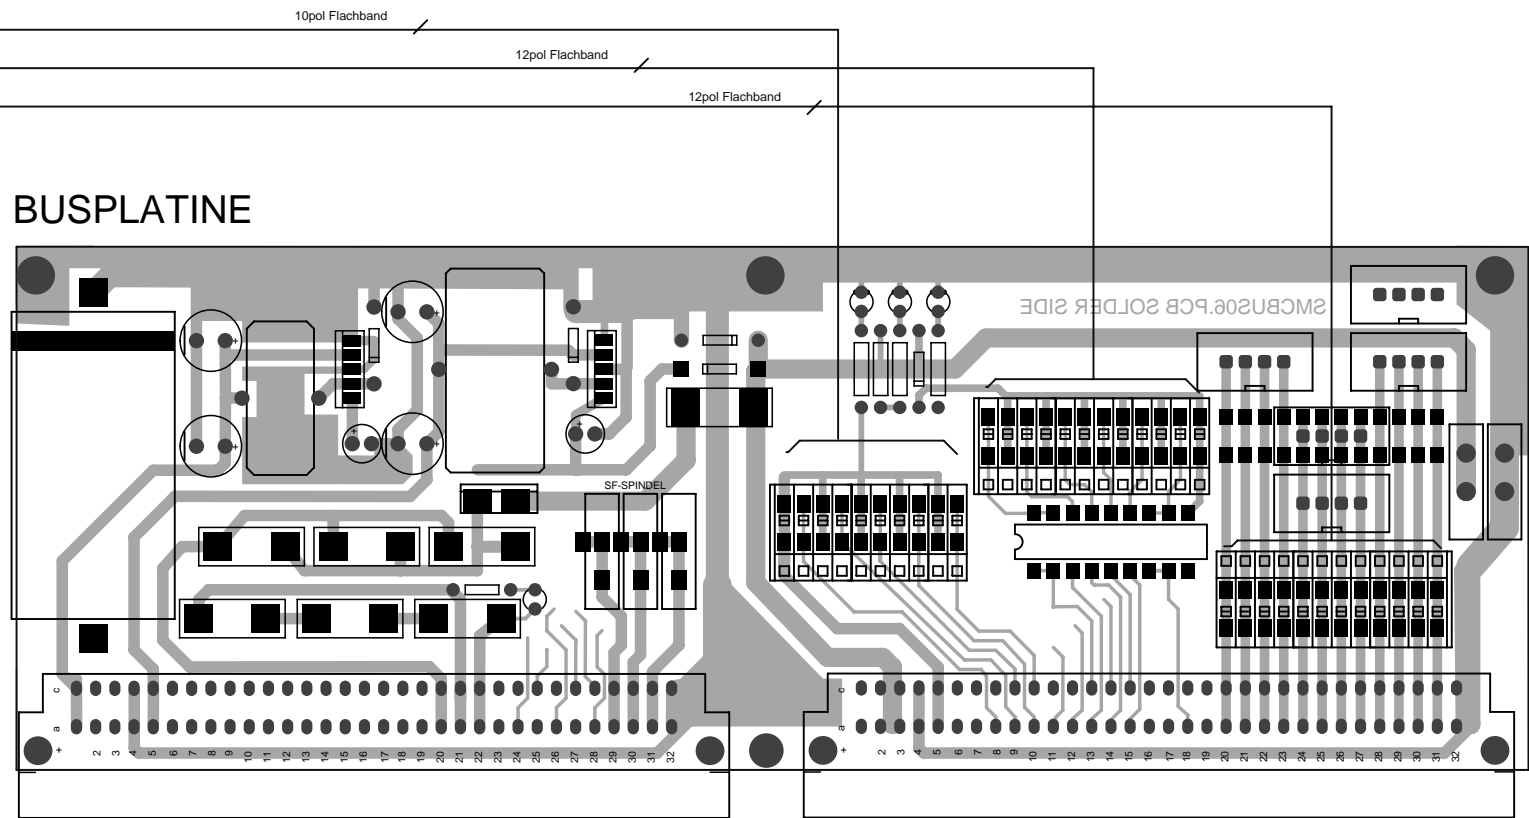 10pol Flachband
12pol Flachband
12pol Flachband
BUSPLATINE
SMCBUS06.PCB SOLDER SIDE
+
+
+
+
+
SF-SPINDEL
c
c
a
a
+ 2 3 4 5 6 7 8 9 10 11 12 13 14 15 16 17 18 19 20 21 22 23 24 25 26 27 28 29 30 31 32
+ 2 3 4 5 6 7 8 9 10 11 12 13 14 15 16 17 18 19 20 21 22 23 24 25 26 27 28 29 30 31 32